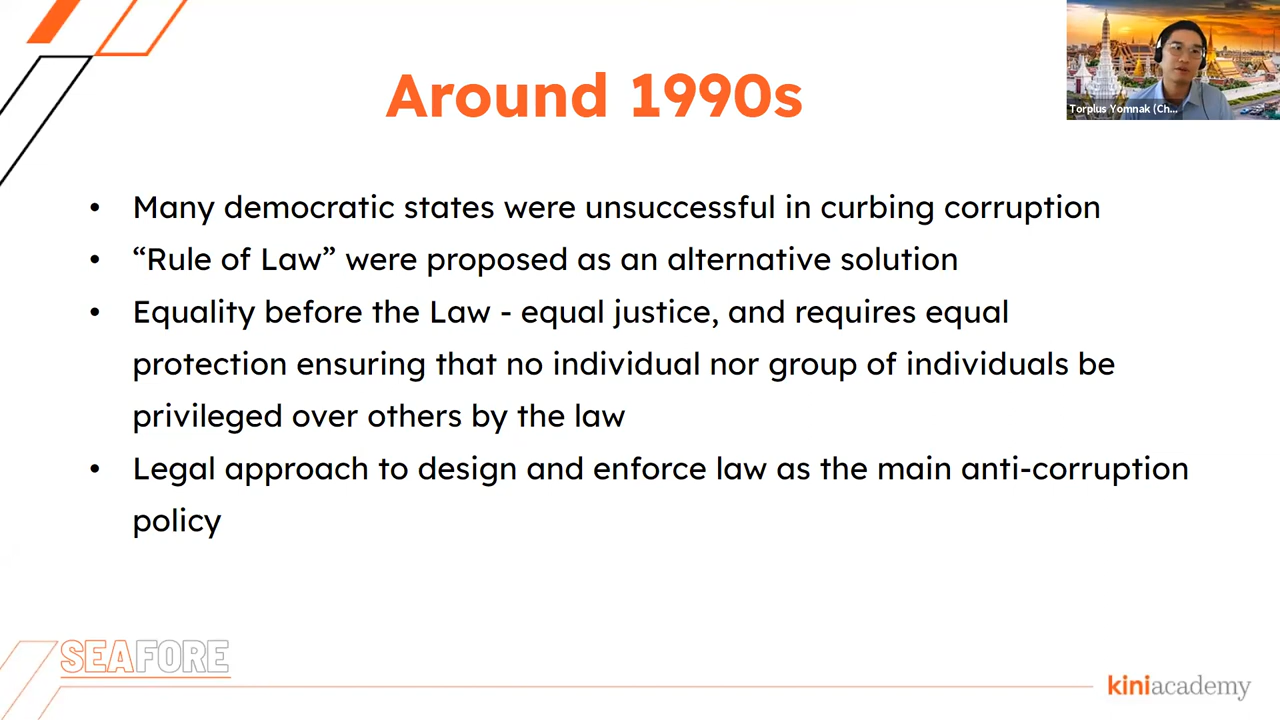 Around 1990s
Torplus Yomnak (Ch...
• Many democratic states were unsuccessful in curbing corruption
• “Rule of Law” were proposed as an alternative solution
• Equality before the Law - equal justice, and requires equal
protection ensuring that no individual nor group of individuals be
privileged over others by the law
• Legal approach to design and enforce law as the main anti-corruption
policy
SEAFORE
kiniacademy